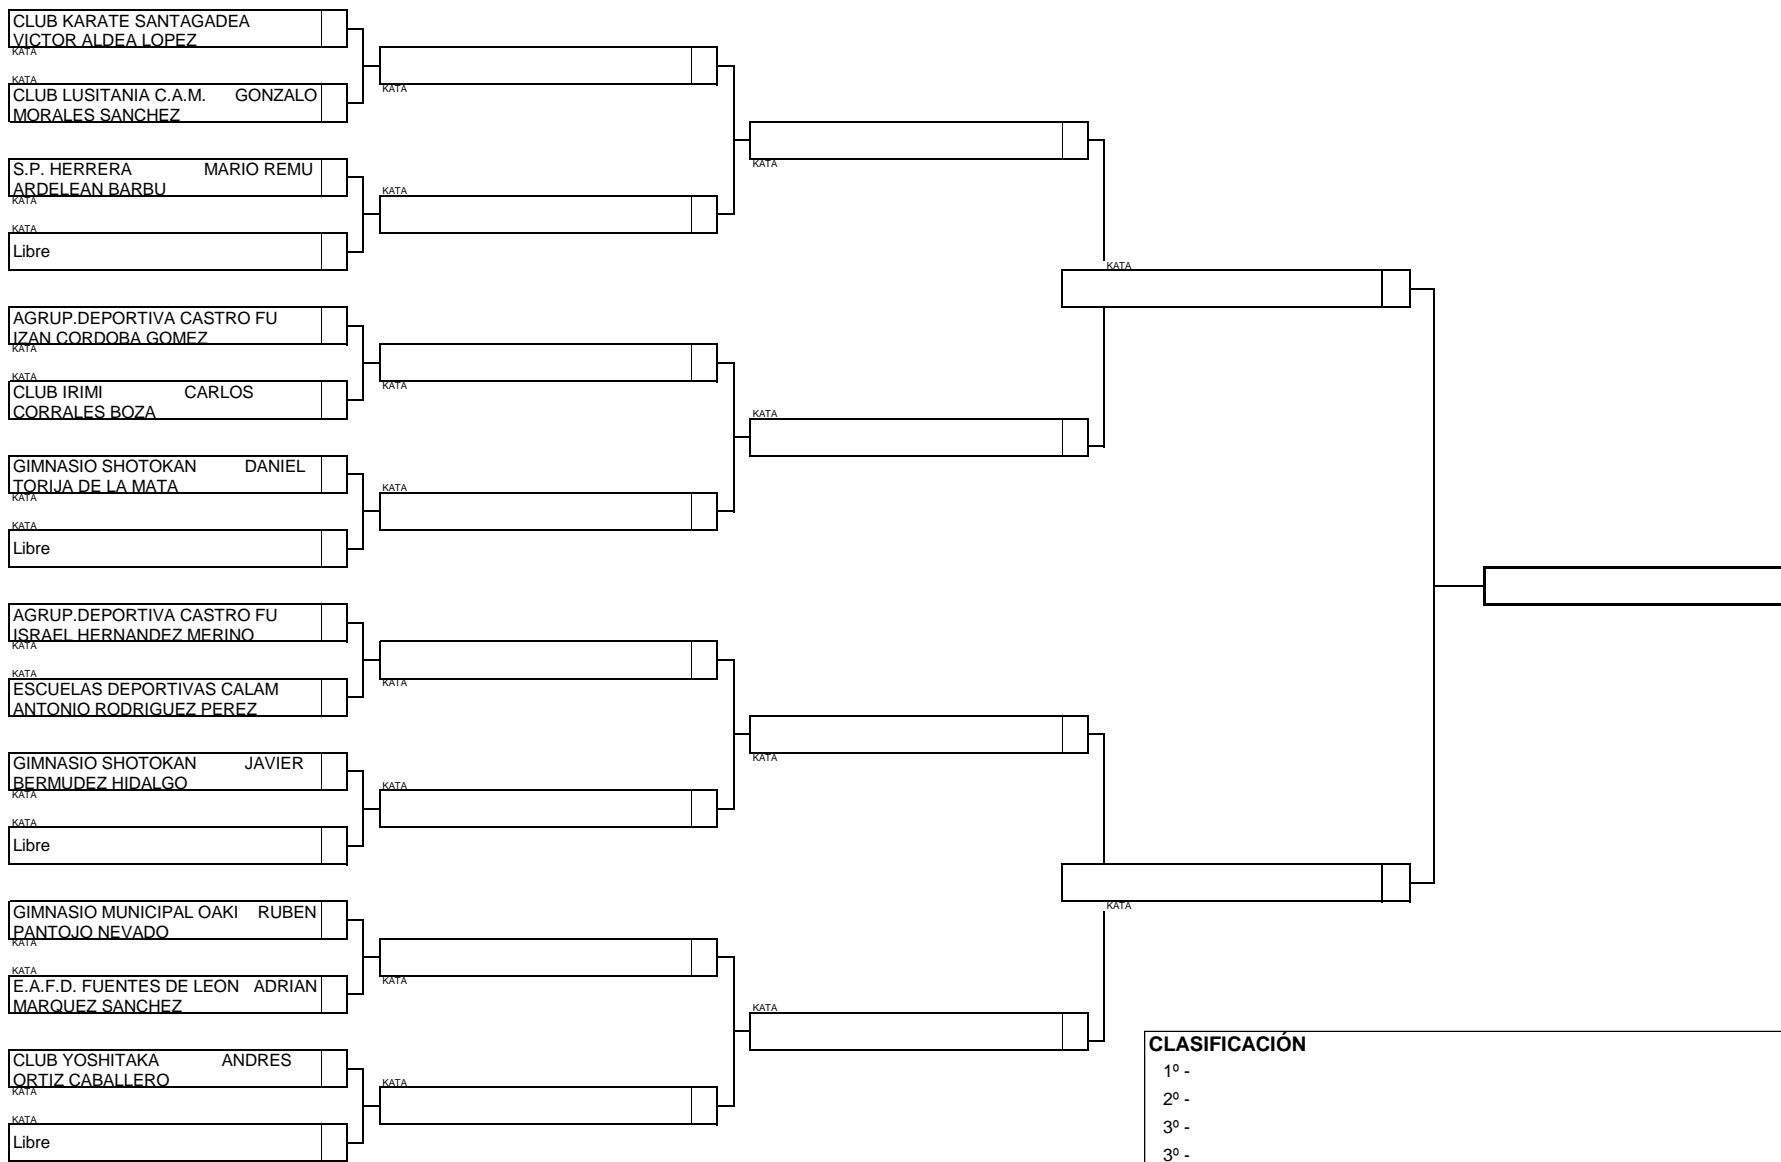 CLUB KARATE SANTAGADEA
VICTOR ALDEA LOPEZ
KATA
KATA
CLUB LUSITANIA C.A.M. GONZALO
MORALES SANCHEZ
S.P. HERRERA MARIO REMU
ARDELEAN BARBU
KATA
KATA
Libre
AGRUP.DEPORTIVA CASTRO FU
IZAN CORDOBA GOMEZ
KATA
KATA
CLUB IRIMI CARLOS
CORRALES BOZA
GIMNASIO SHOTOKAN DANIEL
TORIJA DE LA MATA
KATA
KATA
Libre
AGRUP.DEPORTIVA CASTRO FU
ISRAEL HERNANDEZ MERINO
KATA
KATA
ESCUELAS DEPORTIVAS CALAM
ANTONIO RODRIGUEZ PEREZ
GIMNASIO SHOTOKAN JAVIER
BERMUDEZ HIDALGO
KATA
KATA
Libre
GIMNASIO MUNICIPAL OAKI RUBEN
PANTOJO NEVADO
KATA
KATA
E.A.F.D. FUENTES DE LEON ADRIAN
MARQUEZ SANCHEZ
CLUB YOSHITAKA ANDRES
ORTIZ CABALLERO
KATA
KATA
Libre
KATA
KATA
KATA
KATA
KATA
KATA
KATA
KATA
KATA
KATA
KATA
KATA
KATA
KATA
CLASIFICACIÓN
1º -
2º -
3º -
3º -